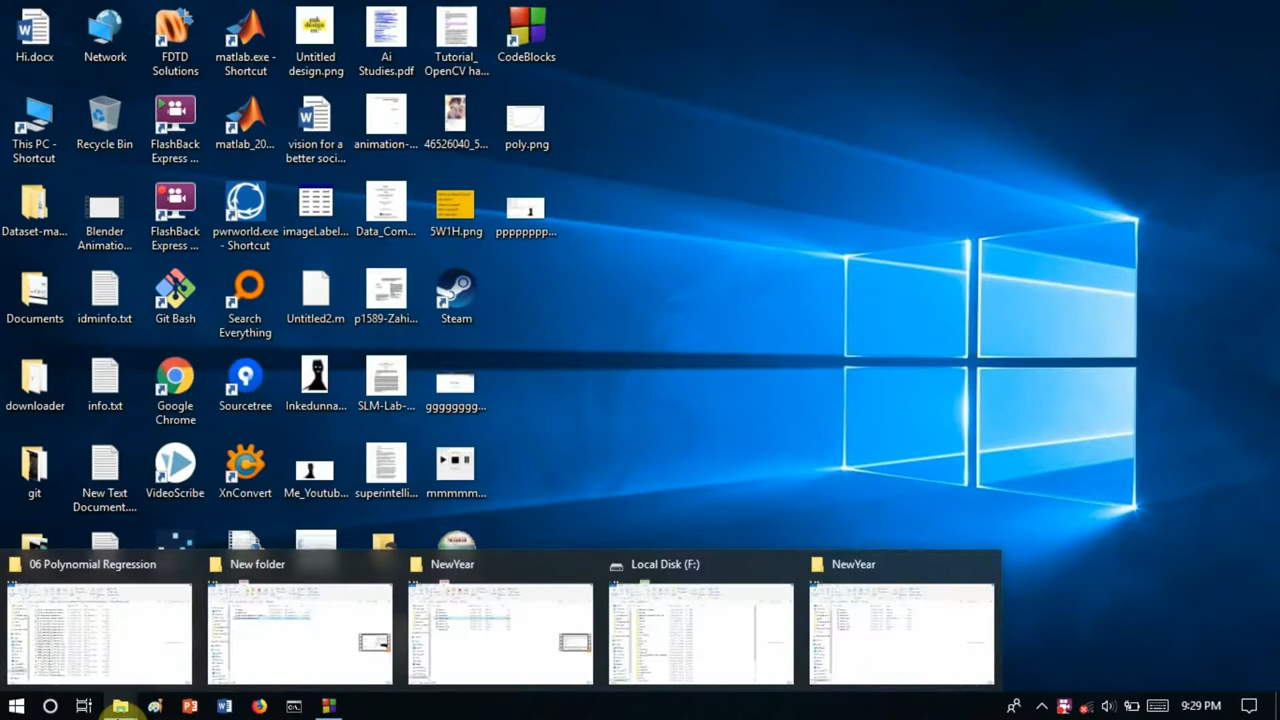 Hi.docx
Network
FDTD
Solutions
matlab.exe -
Shortcut
Untitled
design.png
Ai
Studies.pdf
Tutorial_
OpenCV ha...
CodeBlocks
This PC -
Shortcut
Recycle Bin
FlashBack
Express ...
matlab_20...
vision for a
better soci...
animation-...
46526040_5...
poly.png
Dataset-ma...
Blender
Animatio...
FlashBack
Express ...
pwrworld.exe
- Shortcut
imageLabel...
Data_Com...
5W1H.png
pppppppp...
Documents
idminfo.txt
Git Bash
Search
Everything
Untitled2.m
p1589-Zahi...
Steam
downloader
info.txt
Google
Chrome
Sourcetree
Inkedunna...
SLM-Lab-...
gggggggg...
git
New Text
Document....
VideoScribe
XnConvert
Me_Youtub...
superintelli...
mmmmm...
06 Polynomial Regression
New folder
NewYear
Local Disk (F:)
NewYear
9:29 PM